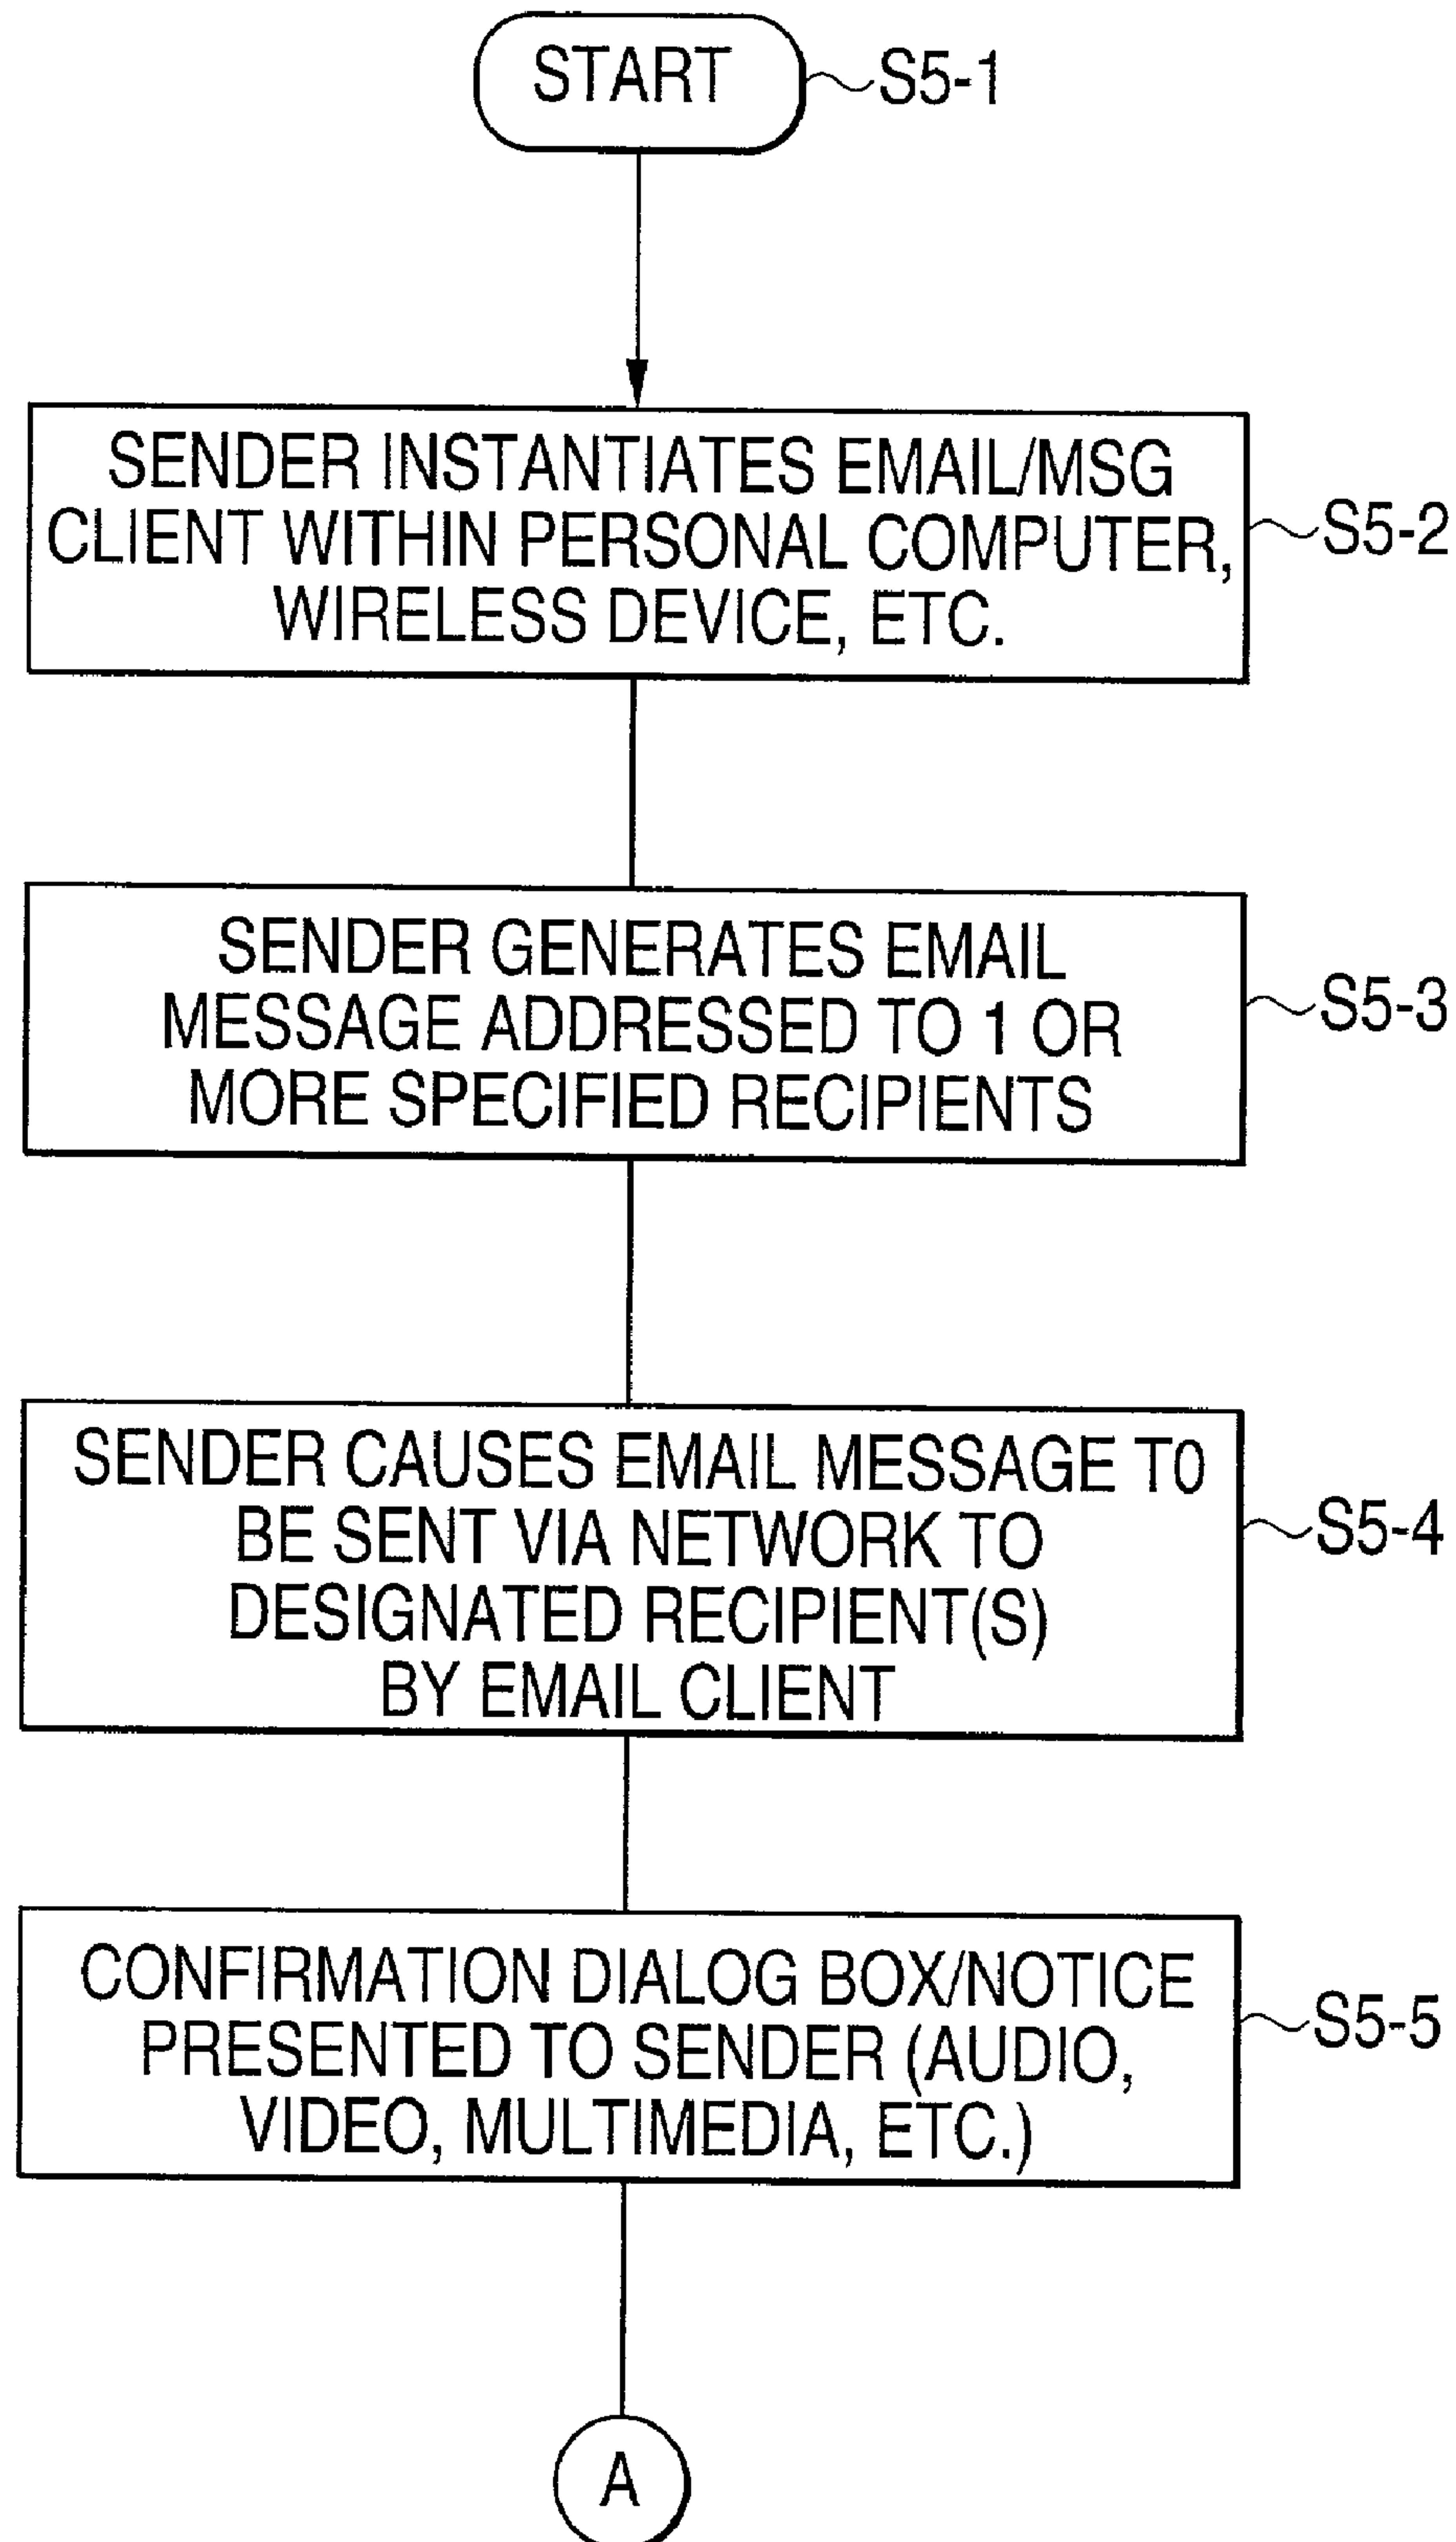 START
S5-1
SENDER INSTANTIATES EMAIL/MSG
CLIENT WITHIN PERSONAL COMPUTER,
WIRELESS DEVICE, ETC.
S5-2
SENDER GENERATES EMAIL
MESSAGE ADDRESSED TO 1 OR
MORE SPECIFIED RECIPIENTS
S5-3
SENDER CAUSES EMAIL MESSAGE T0
BE SENT VIA NETWORK TO
DESIGNATED RECIPIENT(S)
BY EMAIL CLIENT
S5-4
CONFIRMATION DIALOG BOX/NOTICE
PRESENTED TO SENDER (AUDIO,
VIDEO, MULTIMEDIA, ETC.)
S5-5
A